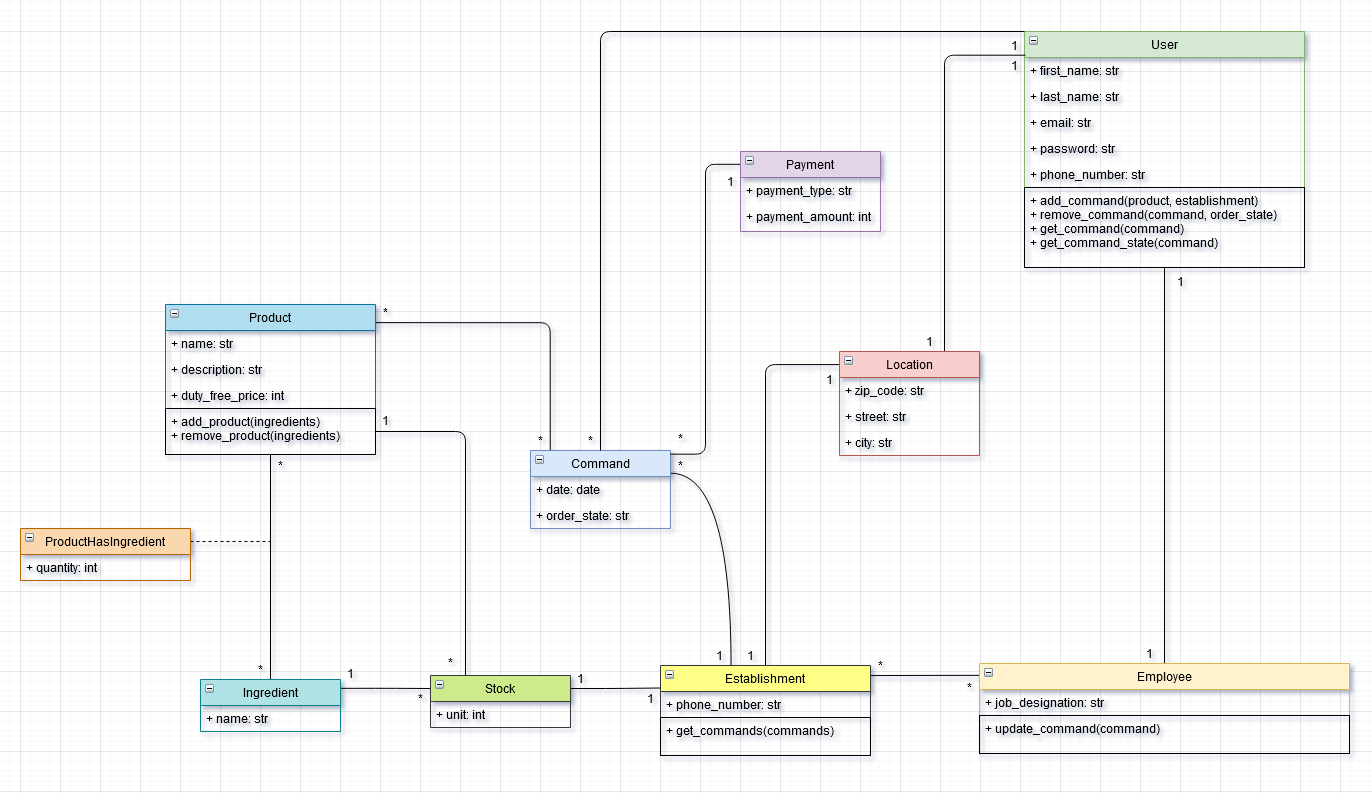 1
User
1
+ first_name: str
+ last_name: str
+ email: str
+ password: str
+ phone_number: str
+ add_command(product, establishment)
+ remove_command(command, order_state)
+ get_command(command)
+ get_command_state(command)
1
Payment
1
+ payment_type: str
+ payment_amount: int
Product
*
+ name: str
+ description: str
+ duty_free_price: int
+ add_product(ingredients)
+ remove_product(ingredients)
1
*
1
Location
1
+ zip_code: str
+ street: str
+ city: str
*
*
*
*
Command
+ date: date
+ order_state: str
ProductHasIngredient
+ quantity: int
*
1
Ingredient
+ name: str
*
*
Stock
1
+ unit: int
1
1
1
Establishment
*
+ phone_number: str
+ get_commands(commands)
1
*
Employee
+ job_designation: str
+ update_command(command)